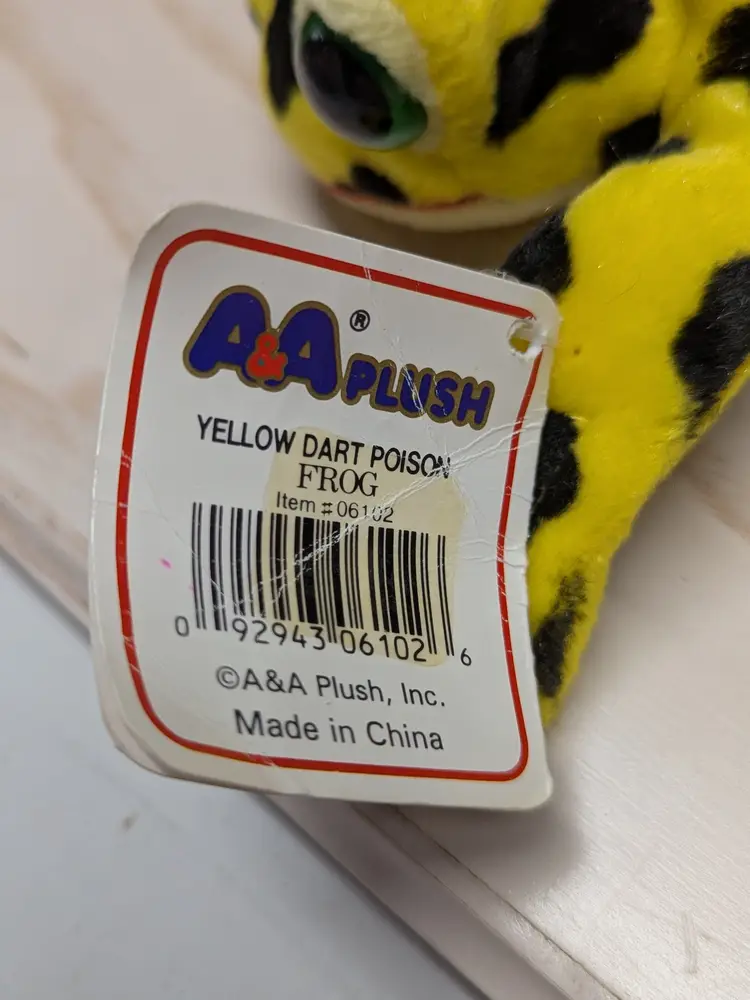 A&A® PLUSH
YELLOW DART POISON
FROG
Item #06102
0 92943 06102 6
©A&A Plush, Inc.
Made in China